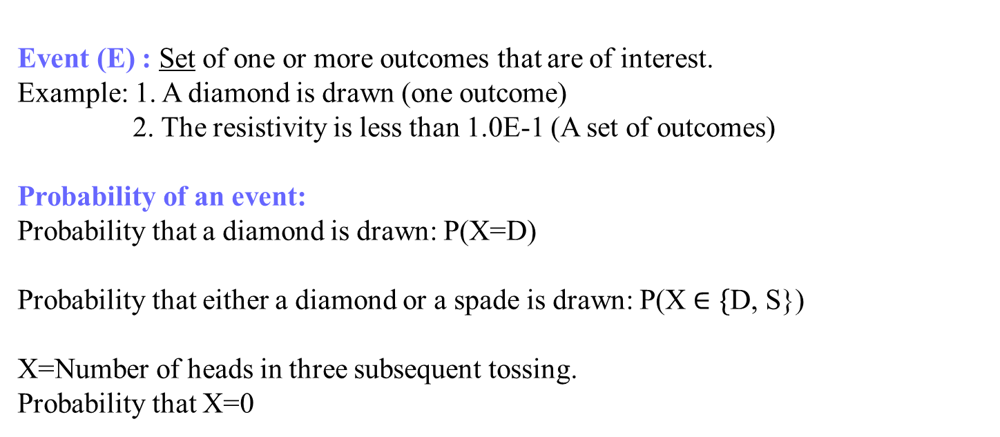 Event (E) : Set of one or more outcomes that are of interest.
Example: 1. A diamond is drawn (one outcome)
2. The resistivity is less than 1.0E-1 (A set of outcomes)
Probability of an event:
Probability that a diamond is drawn: P(X=D)
Probability that either a diamond or a spade is drawn: P(X ∈ {D, S})
X=Number of heads in three subsequent tossing.
Probability that X=0